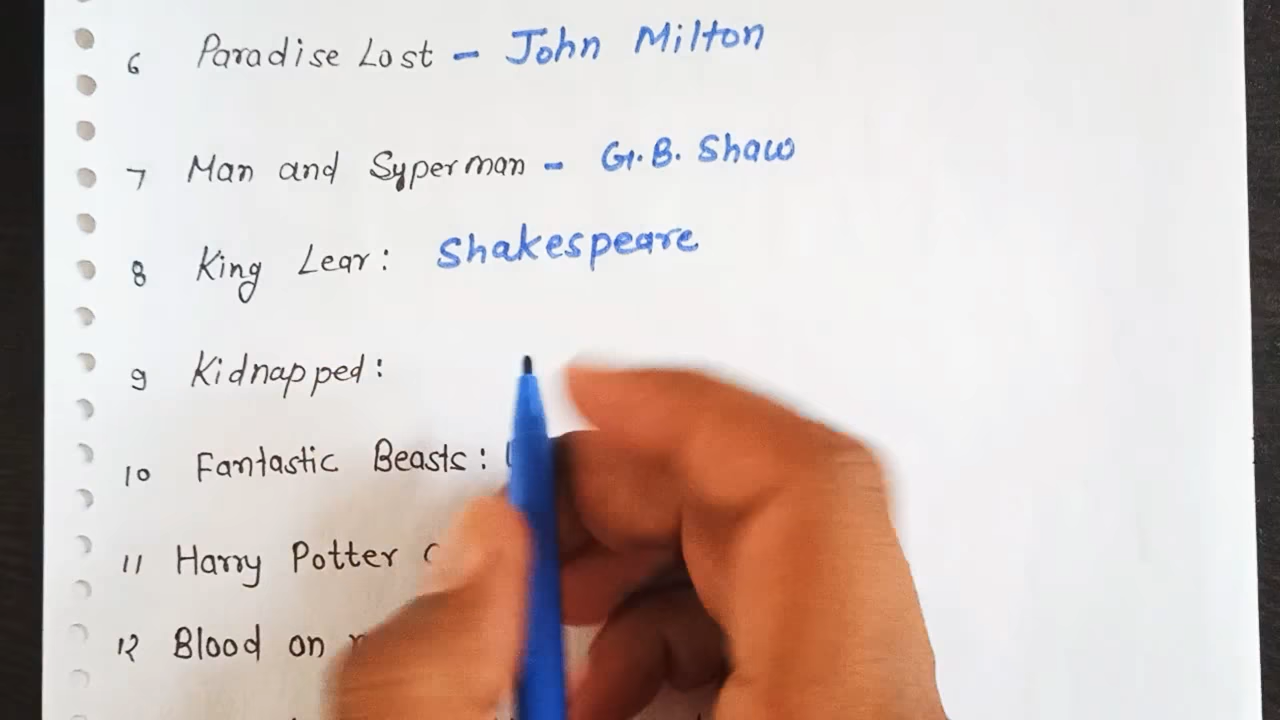 6 Paradise Lost - John Milton
7 Man and Syperman - G.B. Shaw
8 King Lear: Shakespeare
9 Kidnapped:
10 Fantastic Beasts:
11 Harry Potter
12 Blood on